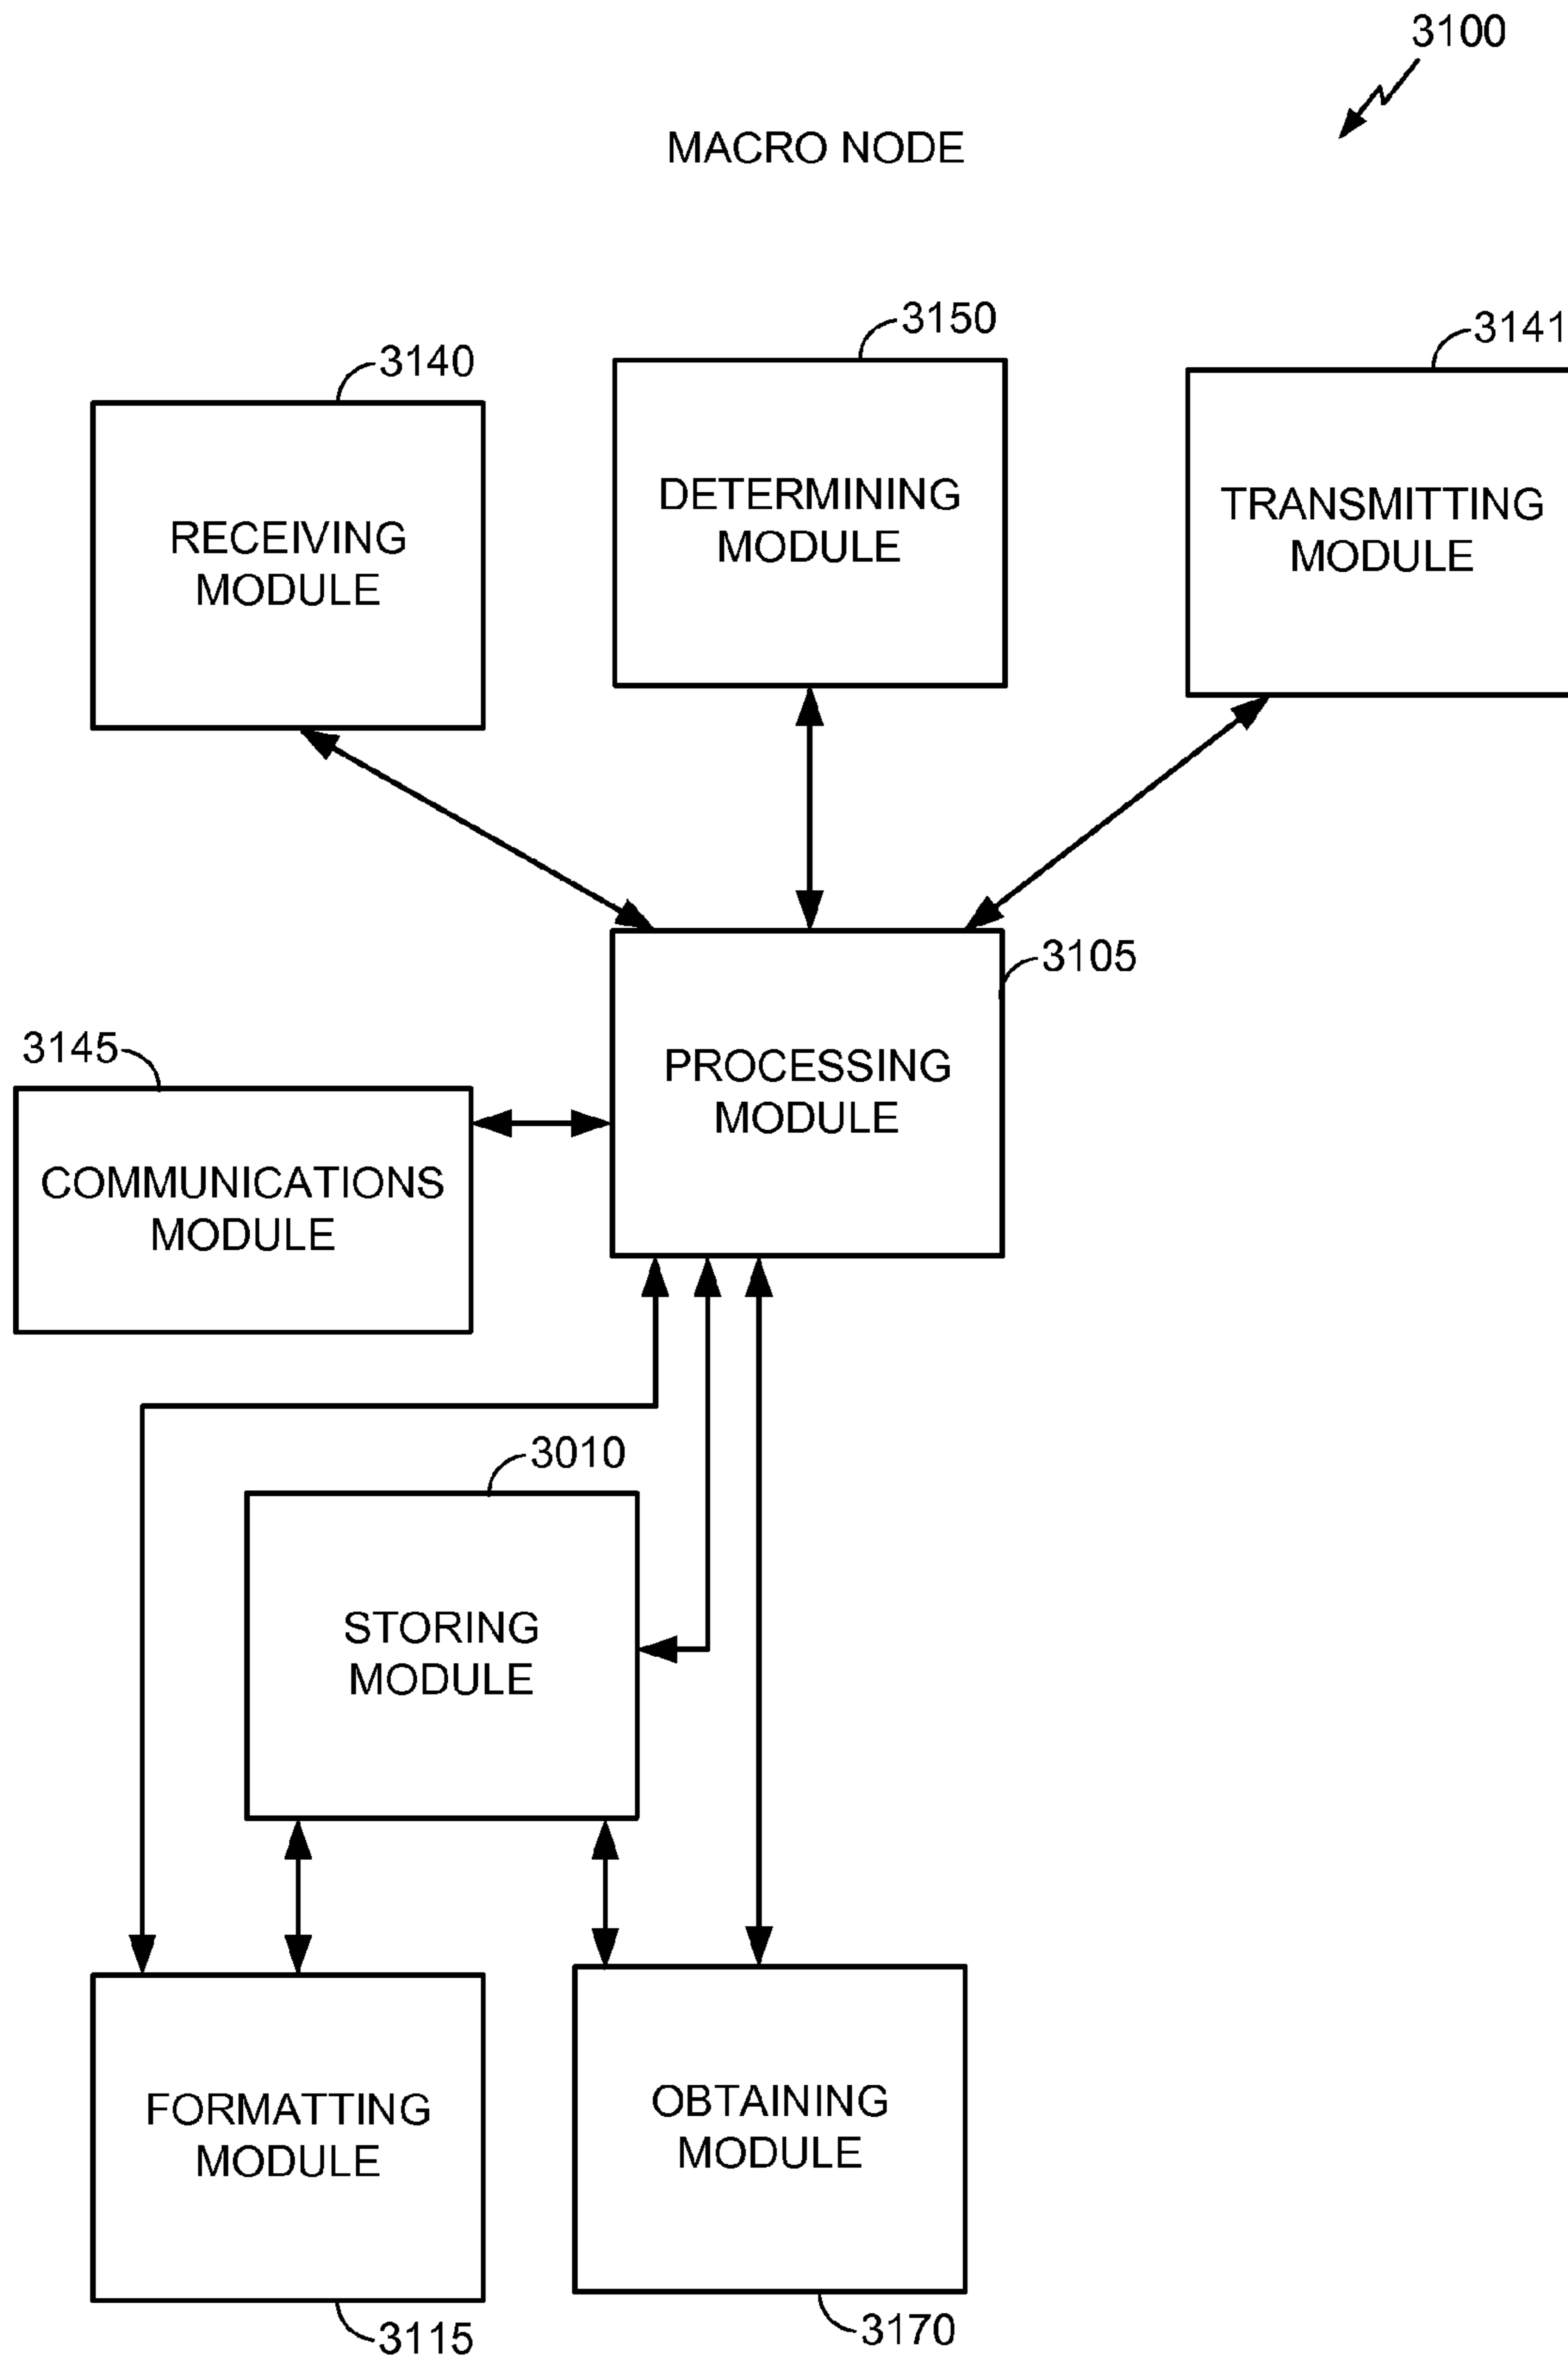 3100
MACRO NODE
3150
3141
3140
DETERMINING
MODULE
TRANSMITTING
MODULE
RECEIVING
MODULE
3105
PROCESSING
MODULE
3145
COMMUNICATIONS
MODULE
3010
STORING
MODULE
FORMATTING
MODULE
OBTAINING
MODULE
3115
3170